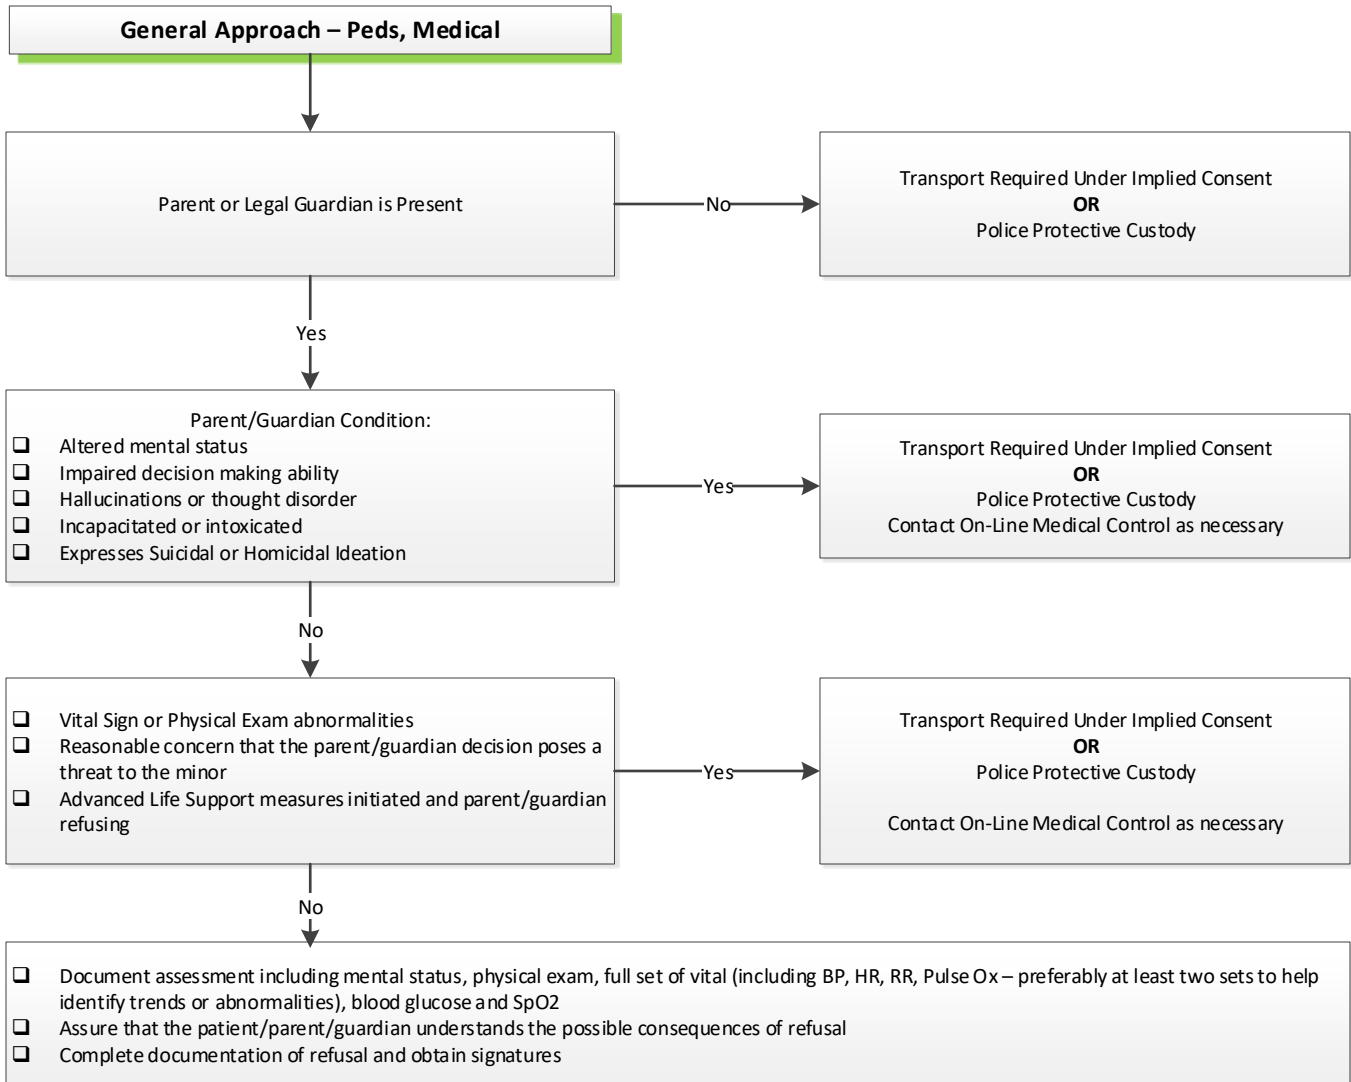 General Approach – Peds, Medical
Parent or Legal Guardian is Present
No
Transport Required Under Implied Consent
OR
Police Protective Custody
Yes
Parent/Guardian Condition:
❑ Altered mental status
❑ Impaired decision making ability
❑ Hallucinations or thought disorder
❑ Incapacitated or intoxicated
❑ Expresses Suicidal or Homicidal Ideation
Yes
Transport Required Under Implied Consent
OR
Police Protective Custody
Contact On-Line Medical Control as necessary
No
❑ Vital Sign or Physical Exam abnormalities
❑ Reasonable concern that the parent/guardian decision poses a
threat to the minor
❑ Advanced Life Support measures initiated and parent/guardian
refusing
Yes
Transport Required Under Implied Consent
OR
Police Protective Custody
Contact On-Line Medical Control as necessary
No
❑ Document assessment including mental status, physical exam, full set of vital (including BP, HR, RR, Pulse Ox – preferably at least two sets to help
identify trends or abnormalities), blood glucose and SpO2
❑ Assure that the patient/parent/guardian understands the possible consequences of refusal
❑ Complete documentation of refusal and obtain signatures